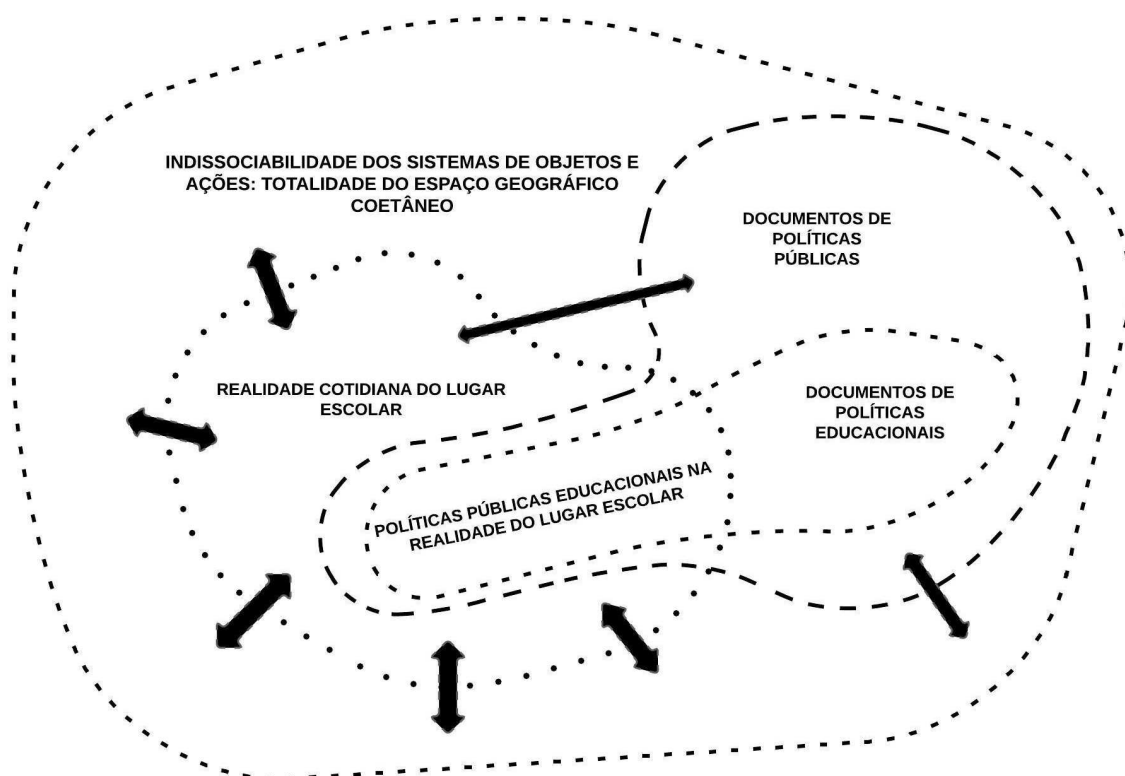 INDISSOCIABILIDADE DOS SISTEMAS DE OBJETOS E
AÇÕES: TOTALIDADE DO ESPAÇO GEOGRÁFICO
COETÂNEO
DOCUMENTOS DE
POLÍTICAS
PÚBLICAS
REALIDADE COTIDIANA DO LUGAR
ESCOLAR
DOCUMENTOS DE
POLÍTICAS
EDUCACIONAIS
POLÍTICAS PÚBLICAS EDUCACIONAIS NA
REALIDADE DO LUGAR ESCOLAR